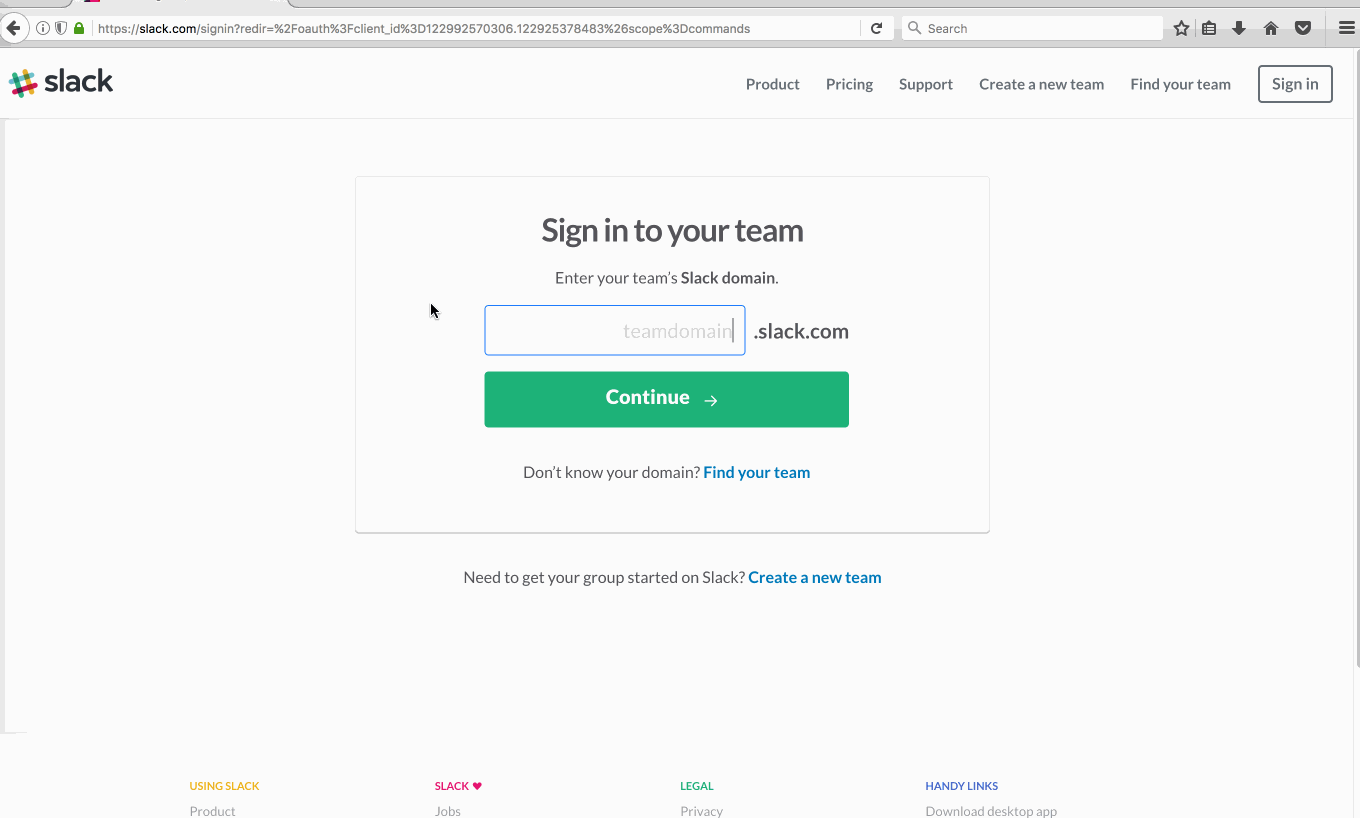 https://slack.com/signin?redir=%2Foauth%3Fclient_id%3D122992570306.122925378483%26scope%3Dcommands
Search
slack
Product Pricing Support Create a new team Find your team Sign in
Sign in to your team
Enter your team’s Slack domain.
teamdomain .slack.com
Continue →
Don’t know your domain? Find your team
Need to get your group started on Slack? Create a new team
USING SLACK SLACK ♥ LEGAL HANDY LINKS
Product Jobs Privacy Download desktop app